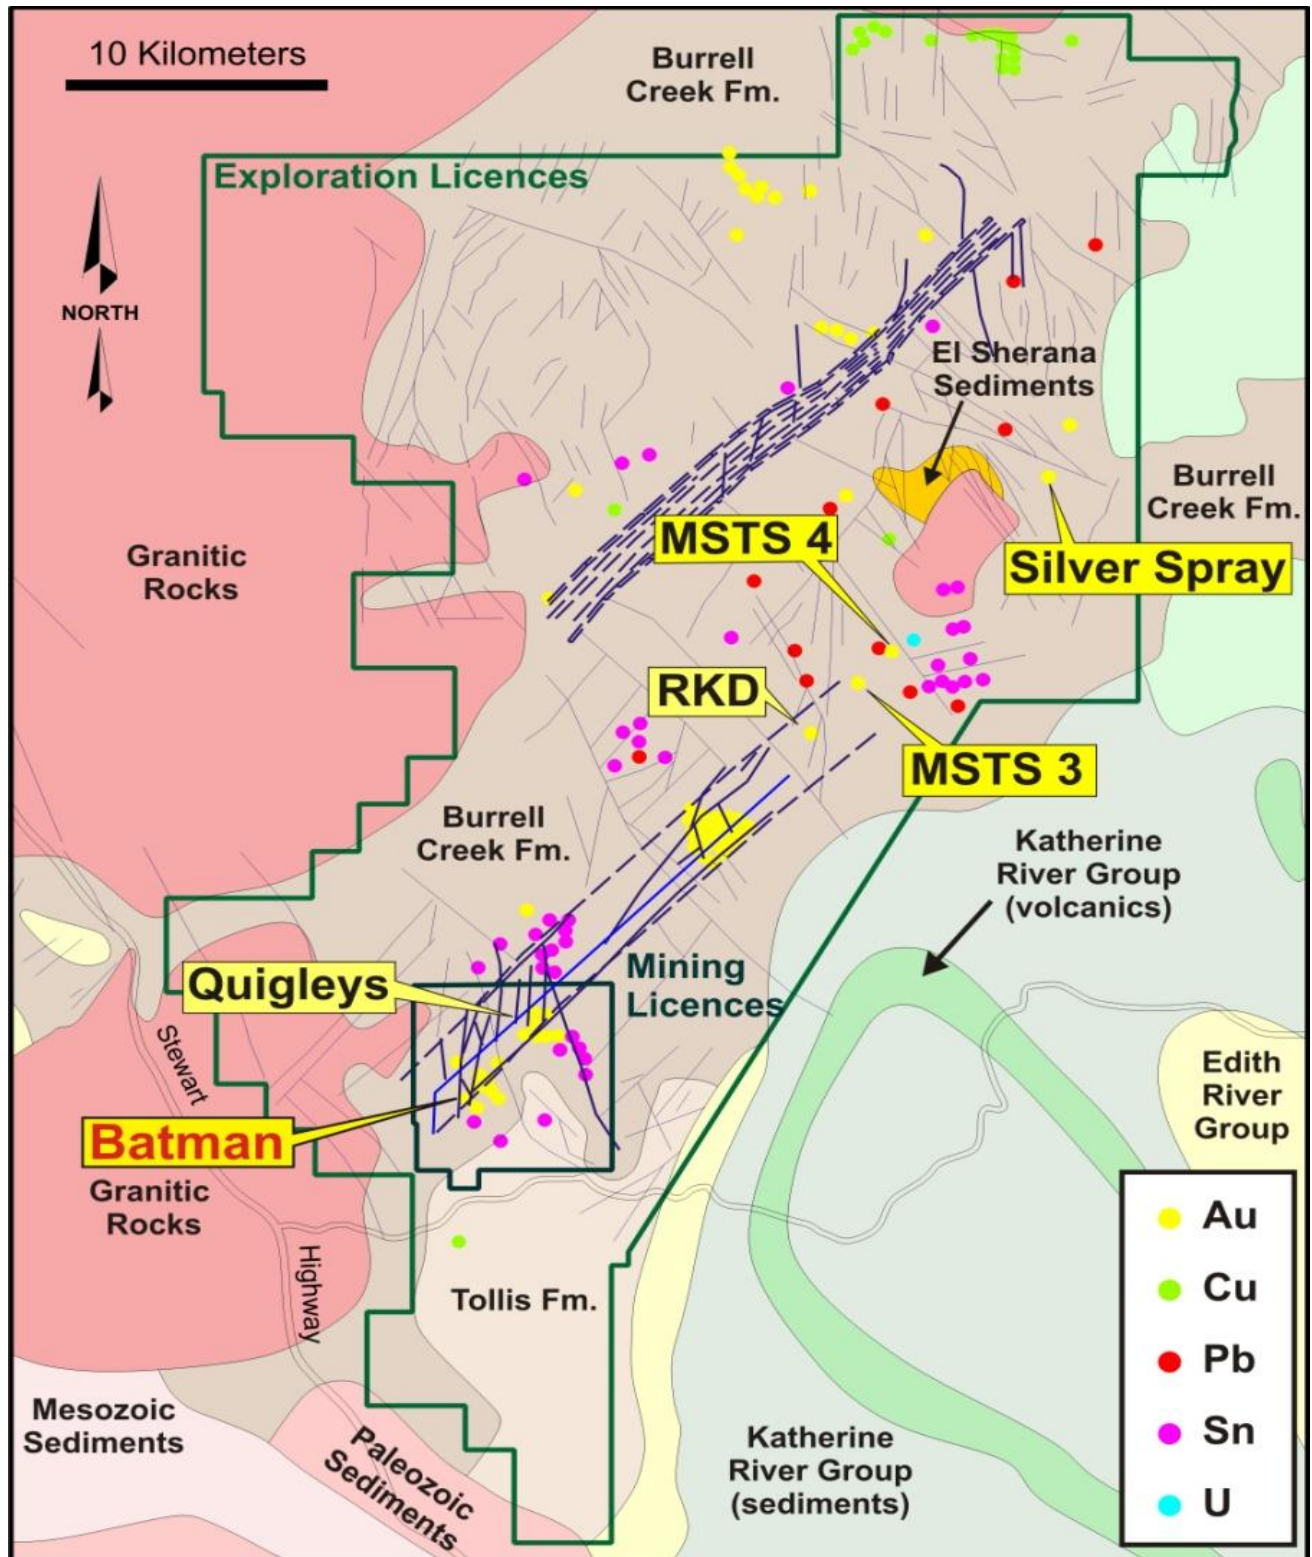 10 Kilometers
Burrell
Creek Fm.
Exploration Licences
NORTH
El Sherana
Sediments
Burrell
Creek Fm.
Granitic
Rocks
MSTS 4
Silver Spray
RKD
MSTS 3
Burrell
Creek Fm.
Katherine
River Group
(volcanics)
Quigleys
Mining
Licences
Stewart
Highway
Edith
River
Group
Batman
Granitic
Rocks
Tollis Fm.
Mesozoic
Sediments
Paleozoic
Sediments
Katherine
River Group
(sediments)
Au
Cu
Pb
Sn
U